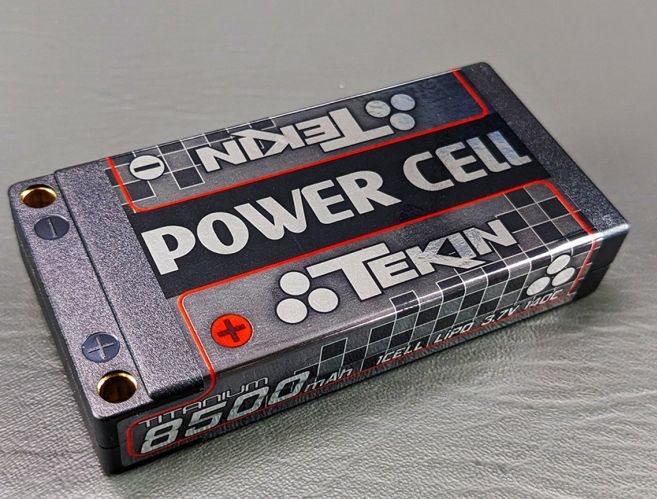 TEKIN
POWER CELL
TEKIN
TITANIUM
8500mAh 1CELL LiPO 3.7V 140C